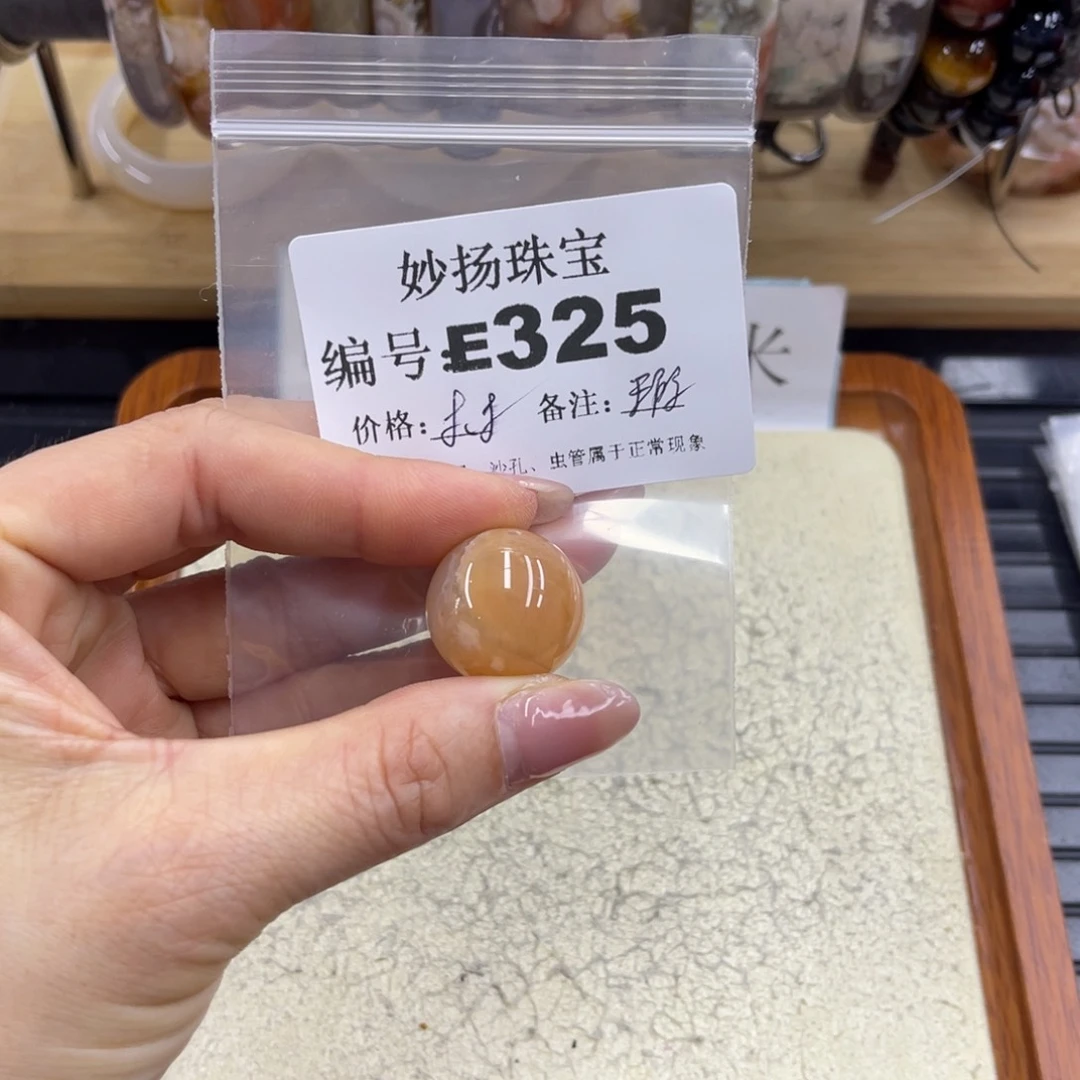 妙扬珠宝
编号:E325
价格: 备注:
沙孔、虫管属于正常现象
米